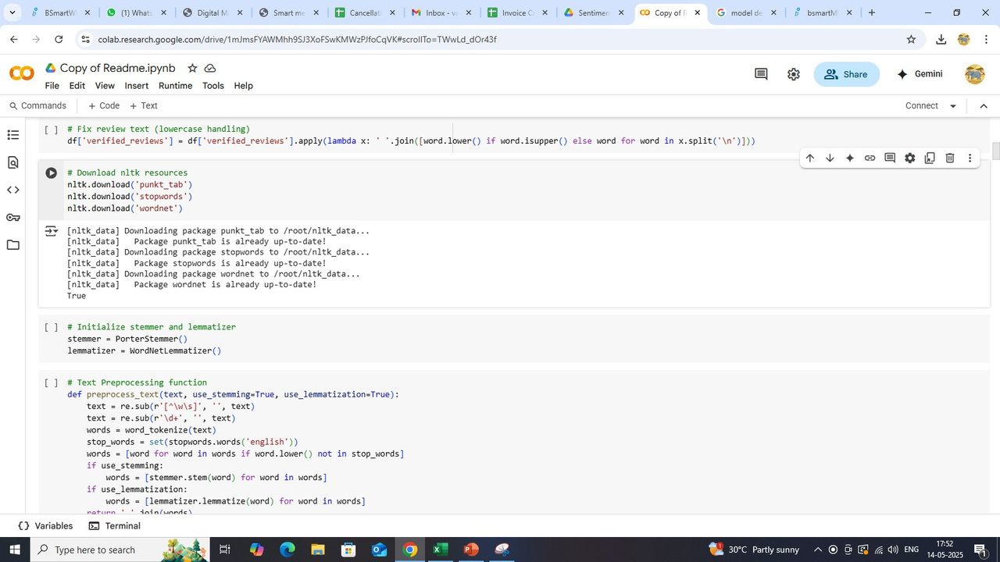 BSmartW
(1) Whats
Digital M
Smart me
Cancellat
Inbox - va
Invoice C
Sentimen
Copy of R
model de
bsmartM
colab.research.google.com/drive/1mJmsFYAWMhh9SJ3XoFSwKMWzPJfoCqVK#scrollTo=TWwLd_dOr43f
Copy of Readme.ipynb
Share
Gemini
File Edit View Insert Runtime Tools Help
Commands + Code + Text
Connect
[ ] # Fix review text (lowercase handling)
df['verified_reviews'] = df['verified_reviews'].apply(lambda x: ' '.join([word.lower() if word.isupper() else word for word in x.split('\n')]))
# Download nltk resources
nltk.download('punkt_tab')
nltk.download('stopwords')
nltk.download('wordnet')
[nltk_data] Downloading package punkt_tab to /root/nltk_data...
[nltk_data]   Package punkt_tab is already up-to-date!
[nltk_data] Downloading package stopwords to /root/nltk_data...
[nltk_data]   Package stopwords is already up-to-date!
[nltk_data] Downloading package wordnet to /root/nltk_data...
[nltk_data]   Package wordnet is already up-to-date!
True
[ ] # Initialize stemmer and lemmatizer
stemmer = PorterStemmer()
lemmatizer = WordNetLemmatizer()
[ ] # Text Preprocessing function
def preprocess_text(text, use_stemming=True, use_lemmatization=True):
    text = re.sub(r'[^\w\s]', '', text)
    text = re.sub(r'\d+', '', text)
    words = word_tokenize(text)
    stop_words = set(stopwords.words('english'))
    words = [word for word in words if word.lower() not in stop_words]
    if use_stemming:
        words = [stemmer.stem(word) for word in words]
    if use_lemmatization:
        words = [lemmatizer.lemmatize(word) for word in words]
    return ' '.join(words)
Variables
Terminal
Type here to search
30°C Partly sunny
ENG
17:52
14-05-2025
1